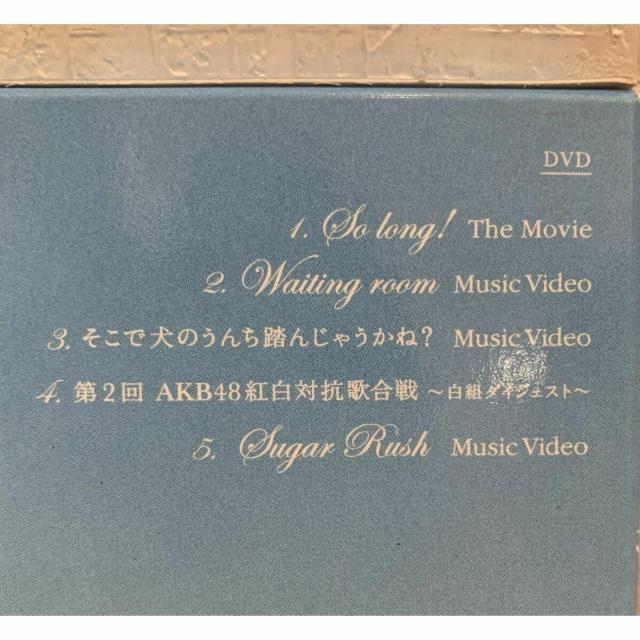 DVD
1. So long! The Movie
2. Waiting room Music Video
3. そこで犬のうんち踏んじゃうかね? Music Video
4. 第2回 AKB48紅白対抗歌合戦 ~白組ダイジェスト~
5. Sugar Rush Music Video